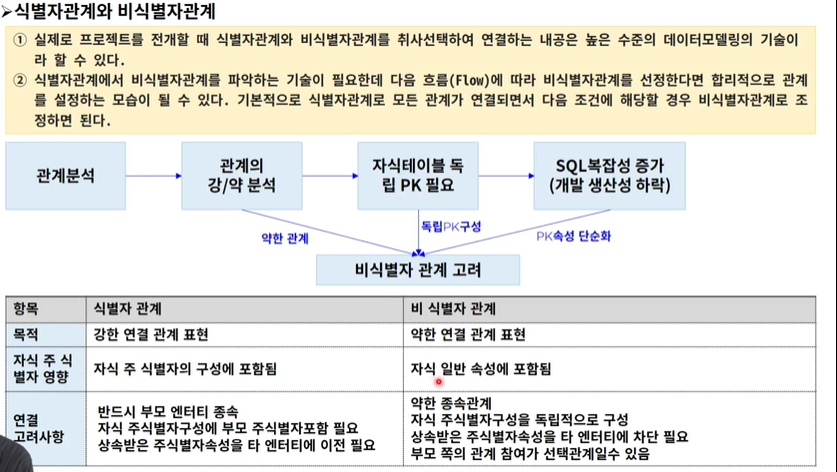 ➢식별자관계와 비식별자관계
① 실제로 프로젝트를 전개할 때 식별자관계와 비식별자관계를 취사선택하여 연결하는 내공은 높은 수준의 데이터모델링의 기술이
라 할 수 있다.
② 식별자관계에서 비식별자관계를 파악하는 기술이 필요한데 다음 흐름(Flow)에 따라 비식별자관계를 선정한다면 합리적으로 관계
를 설정하는 모습이 될 수 있다. 기본적으로 식별자관계로 모든 관계가 연결되면서 다음 조건에 해당할 경우 비식별자관계로 조
정하면 된다.
관계분석
관계의
강/약 분석
자식테이블 독
립 PK 필요
SQL복잡성 증가
(개발 생산성 하락)
약한 관계
독립PK구성
PK속성 단순화
비식별자 관계 고려
항목 식별자 관계 비 식별자 관계
목적 강한 연결 관계 표현 약한 연결 관계 표현
자식 주 식
별자 영향
자식 주 식별자의 구성에 포함됨
자식 일반 속성에 포함됨
연결
고려사항
반드시 부모 엔터티 종속
자식 주식별자구성에 부모 주식별자포함 필요
상속받은 주식별자속성을 타 엔터티에 이전 필요
약한 종속관계
자식 주식별자구성을 독립적으로 구성
상속받은 주식별자속성을 타 엔터티에 차단 필요
부모 쪽의 관계 참여가 선택관계일수 있음